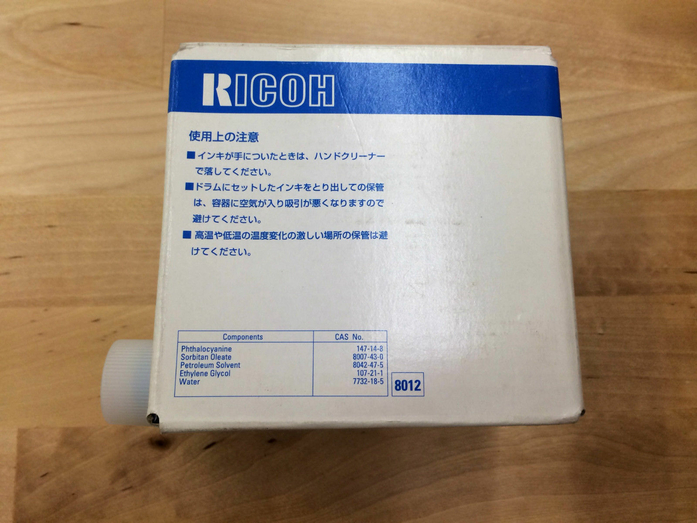 RICOH
使用上の注意
■インキが手についたときは、ハンドクリーナー
で落してください。
■ドラムにセットしたインキをとり出しての保管
は、容器に空気が入り吸引が悪くなりますので
避けてください。
■高温や低温の温度変化の激しい場所の保管は避
けてください。
Components CAS No.
Phthalocyanine 147-14-8
Sorbitan Oleate 8007-43-0
Petroleum Solvent 8042-47-5
Ethylene Glycol 107-21-1
Water 7732-18-5
8012